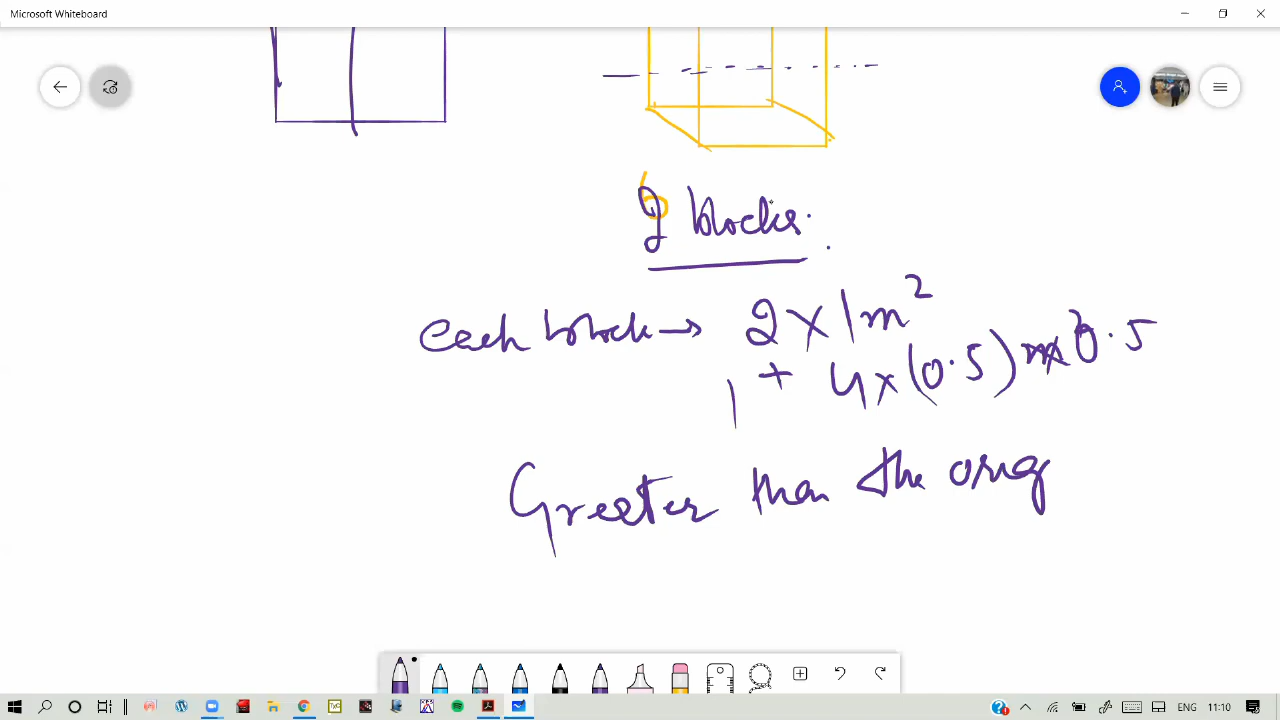 Microsoft Whiteboard
blocks.
each block → 2 × 1m²
+ 4 × (0.5) 0.5
Greater than the orig
ENG 11:10